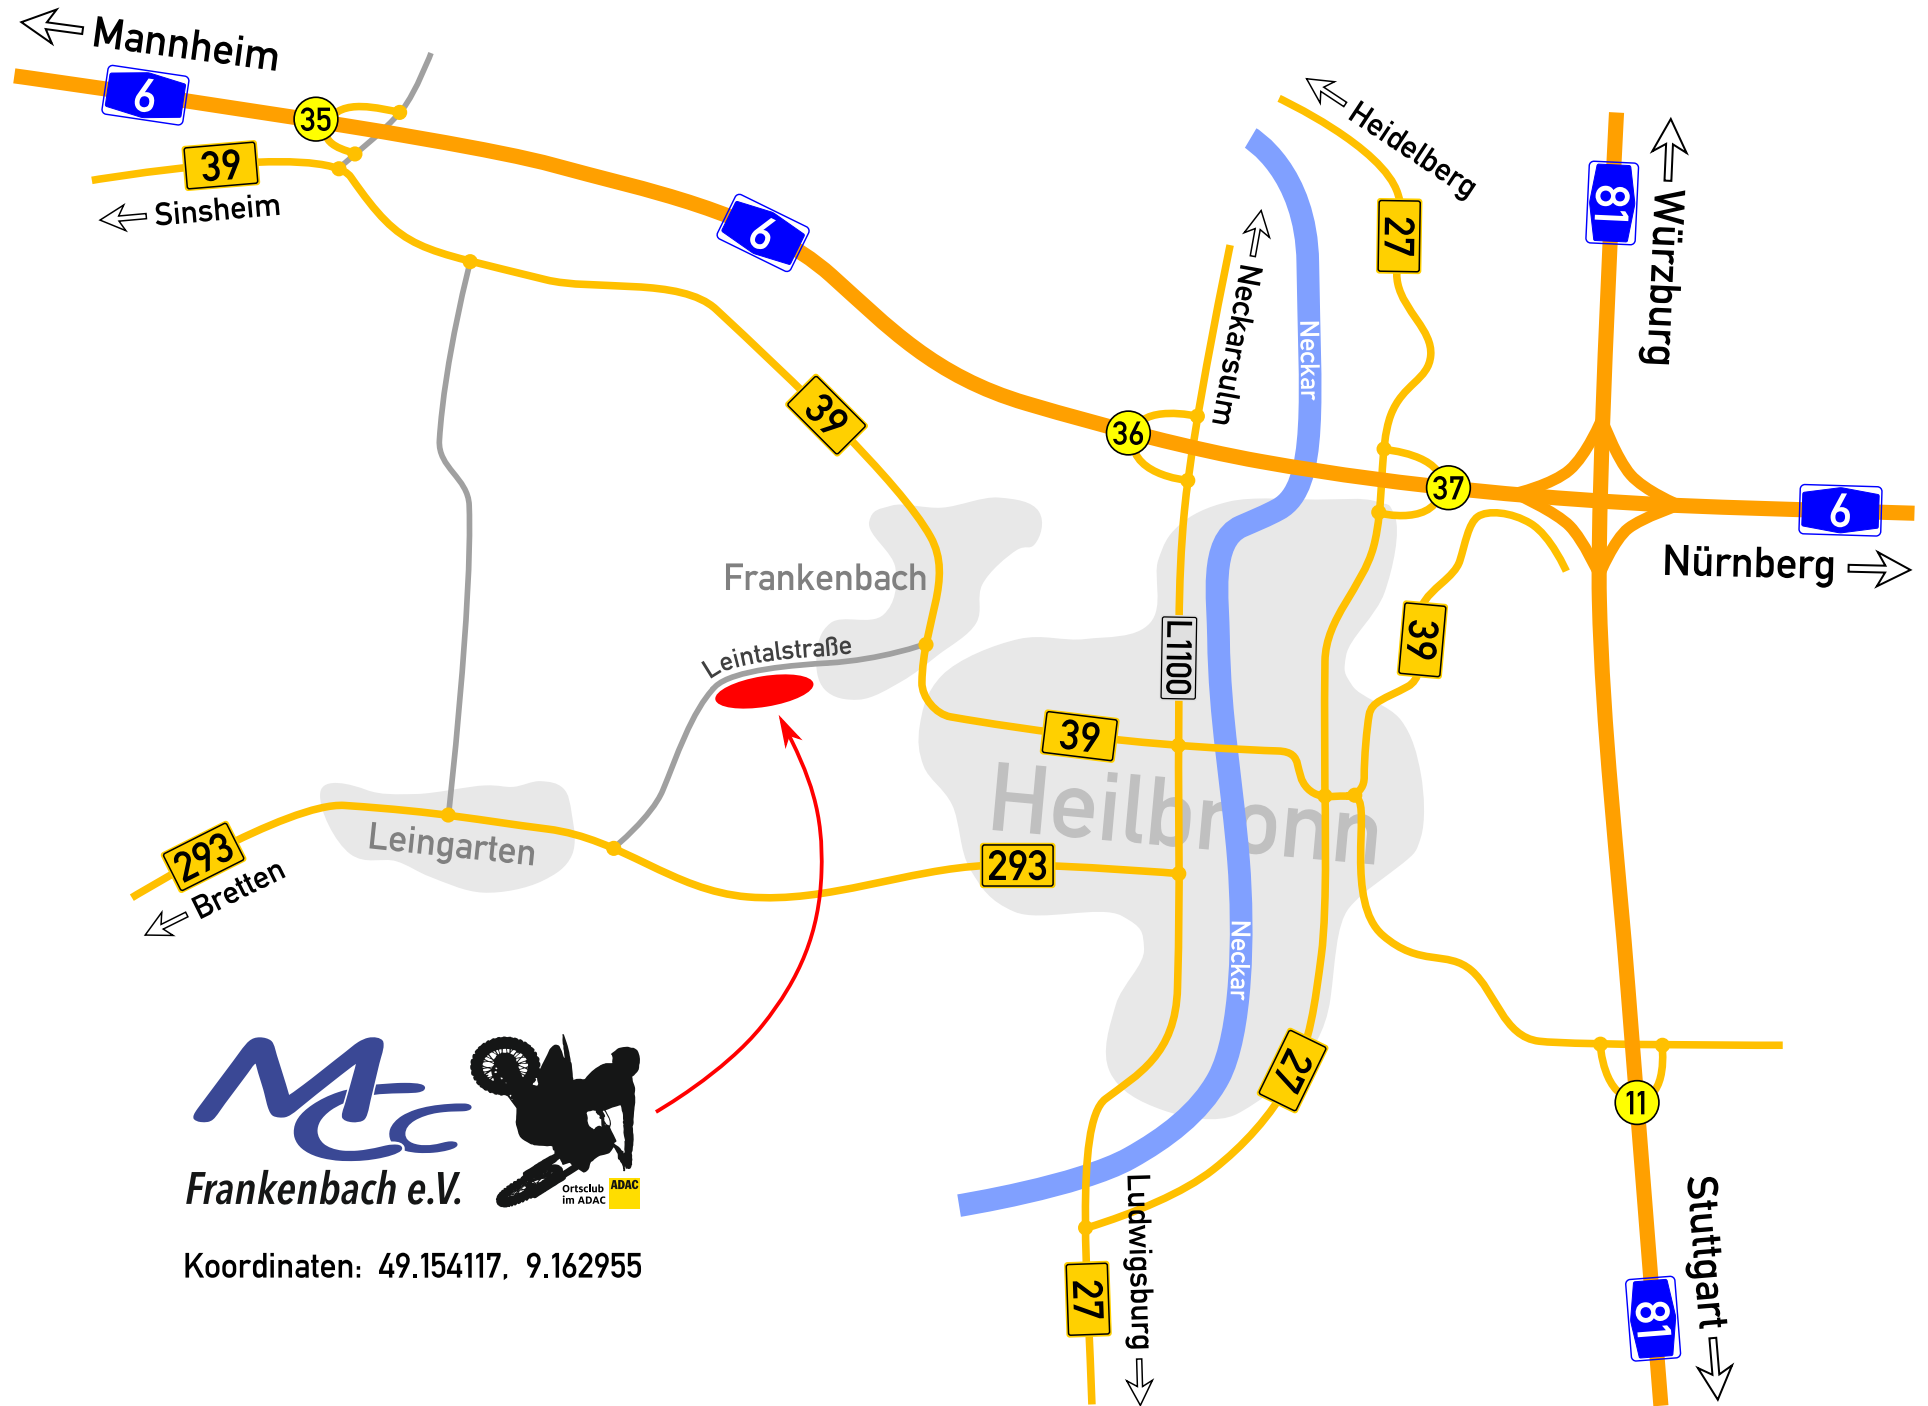 Mannheim
6
35
39
Sinsheim
6
Heidelberg
27
81
Würzburg
Neckarsulm
Neckar
39
36
37
6
Nürnberg
Frankenbach
Leintalstraße
L1100
39
39
Heilbronn
293
Leingarten
293
Bretten
Neckar
27
11
MCC
Frankenbach e.V.
Ortsclub
im ADAC
ADAC
Koordinaten: 49.154117, 9.162955
Ludwigsburg
27
Stuttgart
81